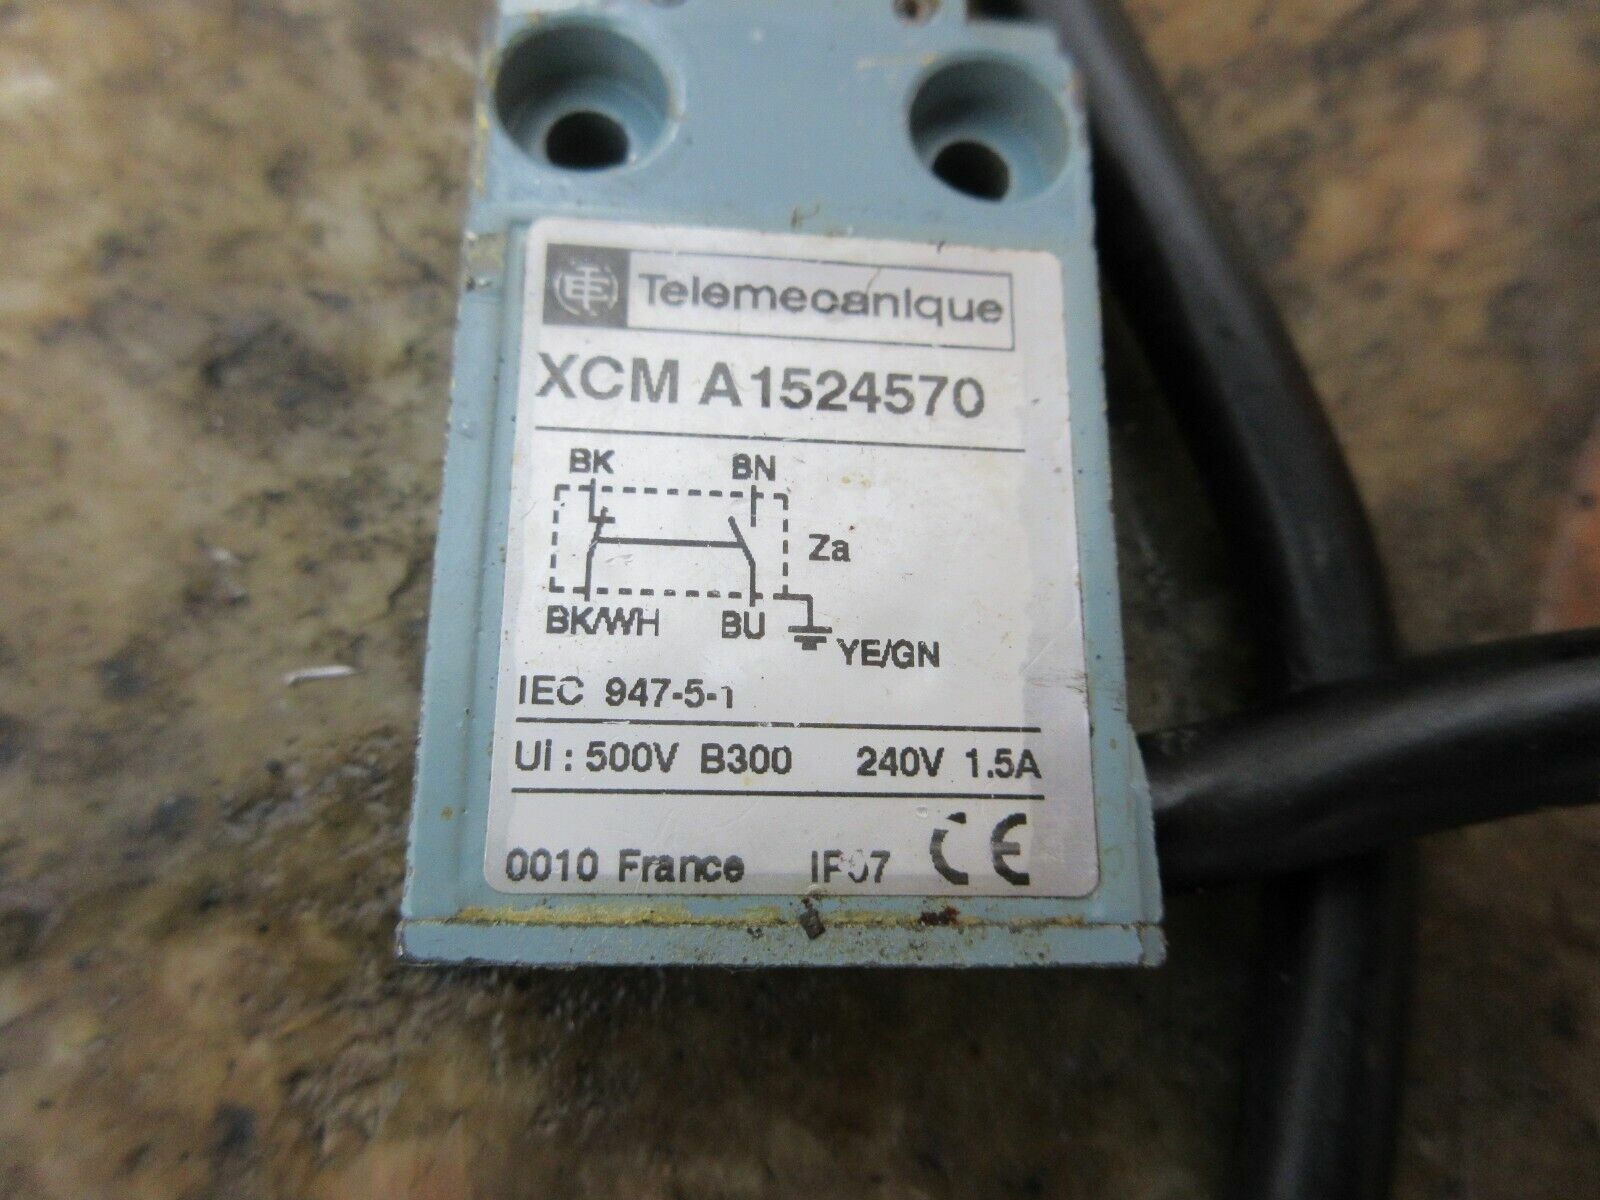 TE Telemecanique
XCM A1524570
BK BN
Za
BK/WH BU
YE/GN
IEC 947-5-1
Ui : 500V B300 240V 1.5A
0010 France CE